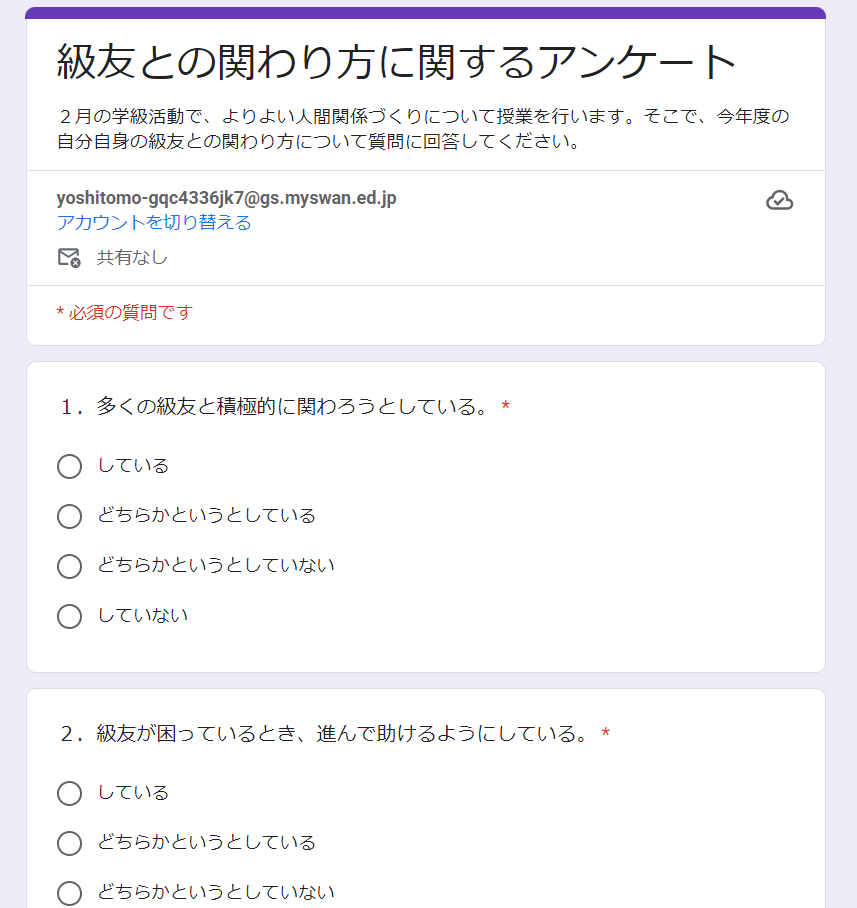 級友との関わり方に関するアンケート
２月の学級活動で、よりよい人間関係づくりについて授業を行います。そこで、今年度の
自分自身の級友との関わり方について質問に回答してください。
yoshitomo-gqc4336jk7@gs.myswan.ed.jp
アカウントを切り替える
共有なし
* 必須の質問です
１．多くの級友と積極的に関わろうとしている。 *
している
どちらかというとしている
どちらかというとしていない
していない
２．級友が困っているとき、進んで助けるようにしている。 *
している
どちらかというとしている
どちらかというとしていない